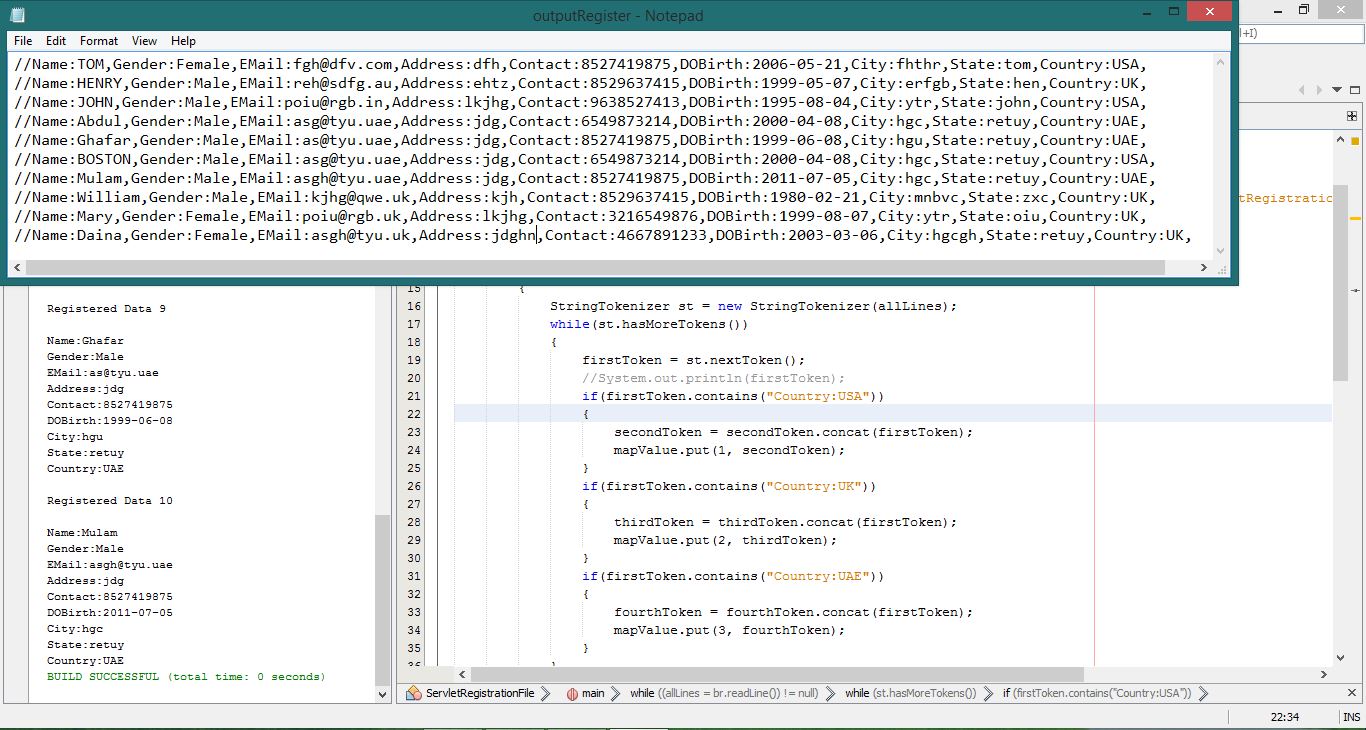 outputRegister - Notepad
File Edit Format View Help
//Name:TOM,Gender:Female,EMail:fgh@dfv.com,Address:dfh,Contact:8527419875,DOBirth:2006-05-21,City:fhthr,State:tom,Country:USA,
//Name:HENRY,Gender:Male,EMail:reh@sdfg.au,Address:ehtz,Contact:8529637415,DOBirth:1999-05-07,City:erfgb,State:hen,Country:UK,
//Name:JOHN,Gender:Male,EMail:poiu@rgb.in,Address:lkjhg,Contact:9638527413,DOBirth:1995-08-04,City:ytr,State:john,Country:USA,
//Name:Abdul,Gender:Male,EMail:asg@tyu.uae,Address:jdg,Contact:6549873214,DOBirth:2000-04-08,City:hgc,State:retuy,Country:UAE,
//Name:Ghafar,Gender:Male,EMail:as@tyu.uae,Address:jdg,Contact:8527419875,DOBirth:1999-06-08,City:hgu,State:retuy,Country:UAE,
//Name:BOSTON,Gender:Male,EMail:asg@tyu.uae,Address:jdg,Contact:6549873214,DOBirth:2000-04-08,City:hgc,State:retuy,Country:USA,
//Name:Mulam,Gender:Male,EMail:asgh@tyu.uae,Address:jdg,Contact:8527419875,DOBirth:2011-07-05,City:hgc,State:retuy,Country:UAE,
//Name:William,Gender:Male,EMail:kjhg@qwe.uk,Address:kjh,Contact:8529637415,DOBirth:1980-02-21,City:mnbvc,State:zxc,Country:UK,
//Name:Mary,Gender:Female,EMail:poiu@rgb.uk,Address:lkjhg,Contact:3216549876,DOBirth:1999-08-07,City:ytr,State:oiu,Country:UK,
//Name:Daina,Gender:Female,EMail:asgh@tyu.uk,Address:jdghn,Contact:4667891233,DOBirth:2003-03-06,City:hgcgh,State:retuy,Country:UK,
l+I)
tRegistratic
Registered Data 9
Name:Ghafar
Gender:Male
EMail:as@tyu.uae
Address:jdg
Contact:8527419875
DOBirth:1999-06-08
City:hgu
State:retuy
Country:UAE
Registered Data 10
Name:Mulam
Gender:Male
EMail:asgh@tyu.uae
Address:jdg
Contact:8527419875
DOBirth:2011-07-05
City:hgc
State:retuy
Country:UAE
BUILD SUCCESSFUL (total time: 0 seconds)
15 {
16 StringTokenizer st = new StringTokenizer(allLines);
17 while(st.hasMoreTokens())
18 {
19 firstToken = st.nextToken();
20 //System.out.println(firstToken);
21 if(firstToken.contains("Country:USA"))
22 {
23 secondToken = secondToken.concat(firstToken);
24 mapValue.put(1, secondToken);
25 }
26 if(firstToken.contains("Country:UK"))
27 {
28 thirdToken = thirdToken.concat(firstToken);
29 mapValue.put(2, thirdToken);
30 }
31 if(firstToken.contains("Country:UAE"))
32 {
33 fourthToken = fourthToken.concat(firstToken);
34 mapValue.put(3, fourthToken);
35 }
36 }
ServletRegistrationFile main while ((allLines = br.readLine()) != null) while (st.hasMoreTokens()) if (firstToken.contains("Country:USA"))
22:34 INS